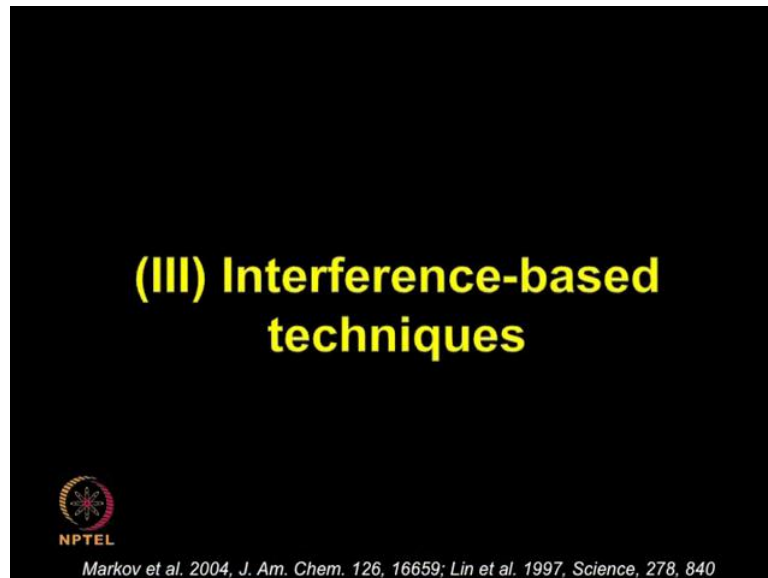 (III) Interference-based
techniques
NPTEL
Markov et al. 2004, J. Am. Chem. 126, 16659; Lin et al. 1997, Science, 278, 840